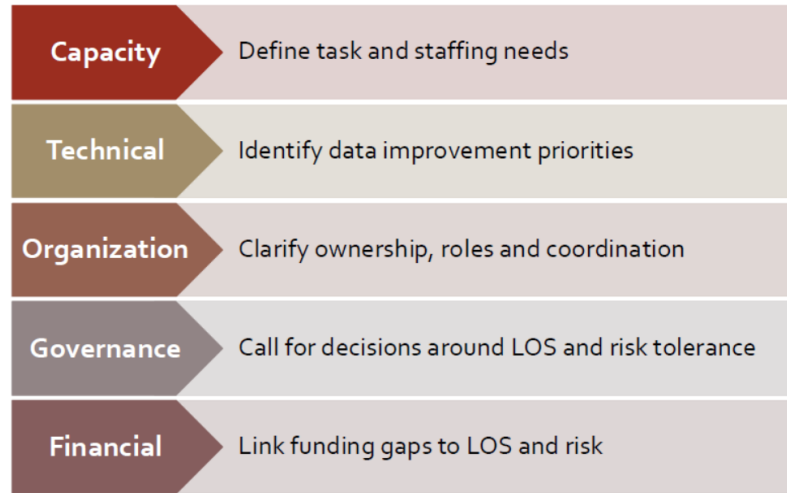 Capacity Define task and staffing needs
Technical Identify data improvement priorities
Organization Clarify ownership, roles and coordination
Governance Call for decisions around LOS and risk tolerance
Financial Link funding gaps to LOS and risk